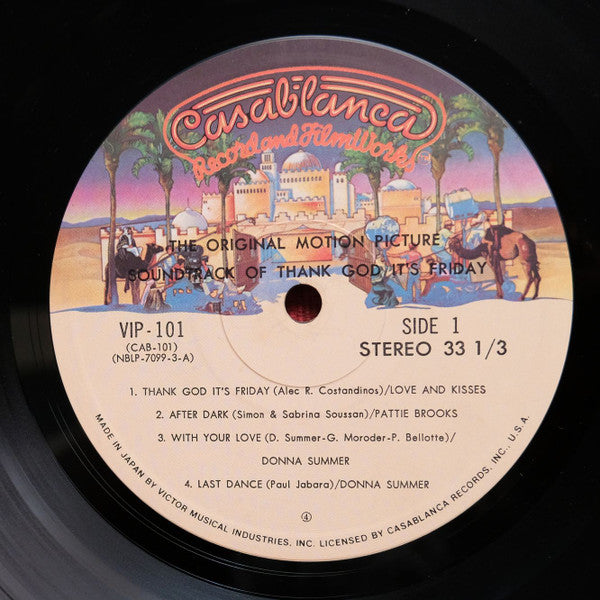 Casablanca
Record and FilmWorks
THE ORIGINAL MOTION PICTURE
SOUNDTRACK OF THANK GOD IT'S FRIDAY
VIP-101
(CAB-101)
(NBLP-7099-3-A)
SIDE 1
STEREO 33 1/3
1. THANK GOD IT'S FRIDAY (Alec R. Costandinos)/LOVE AND KISSES
2. AFTER DARK (Simon & Sabrina Soussan)/PATTIE BROOKS
3. WITH YOUR LOVE (D. Summer-G. Moroder-P. Bellotte)/
DONNA SUMMER
4. LAST DANCE (Paul Jabara)/DONNA SUMMER
④
MADE IN JAPAN BY VICTOR MUSICAL INDUSTRIES, INC. LICENSED BY CASABLANCA RECORDS, INC., U.S.A.